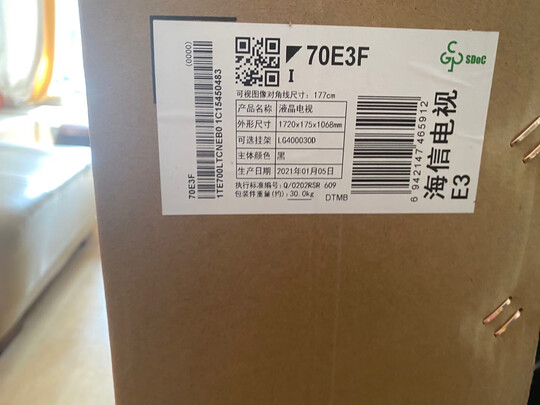 70E3F
I
SDoC
可视图像对角线尺寸: 177cm
产品名称 液晶电视
外形尺寸 1720x175x1068mm
可选挂架 LG400030D
主体颜色 黑
生产日期 2021年01月05日
执行标准编号: Q/0202RSR 609
包装件重量(约): 30.0kg
DTMB
(0000)
1TE700LTCNEB0 1C15450483
70E3F
6 942147 465912
海信电视
E3